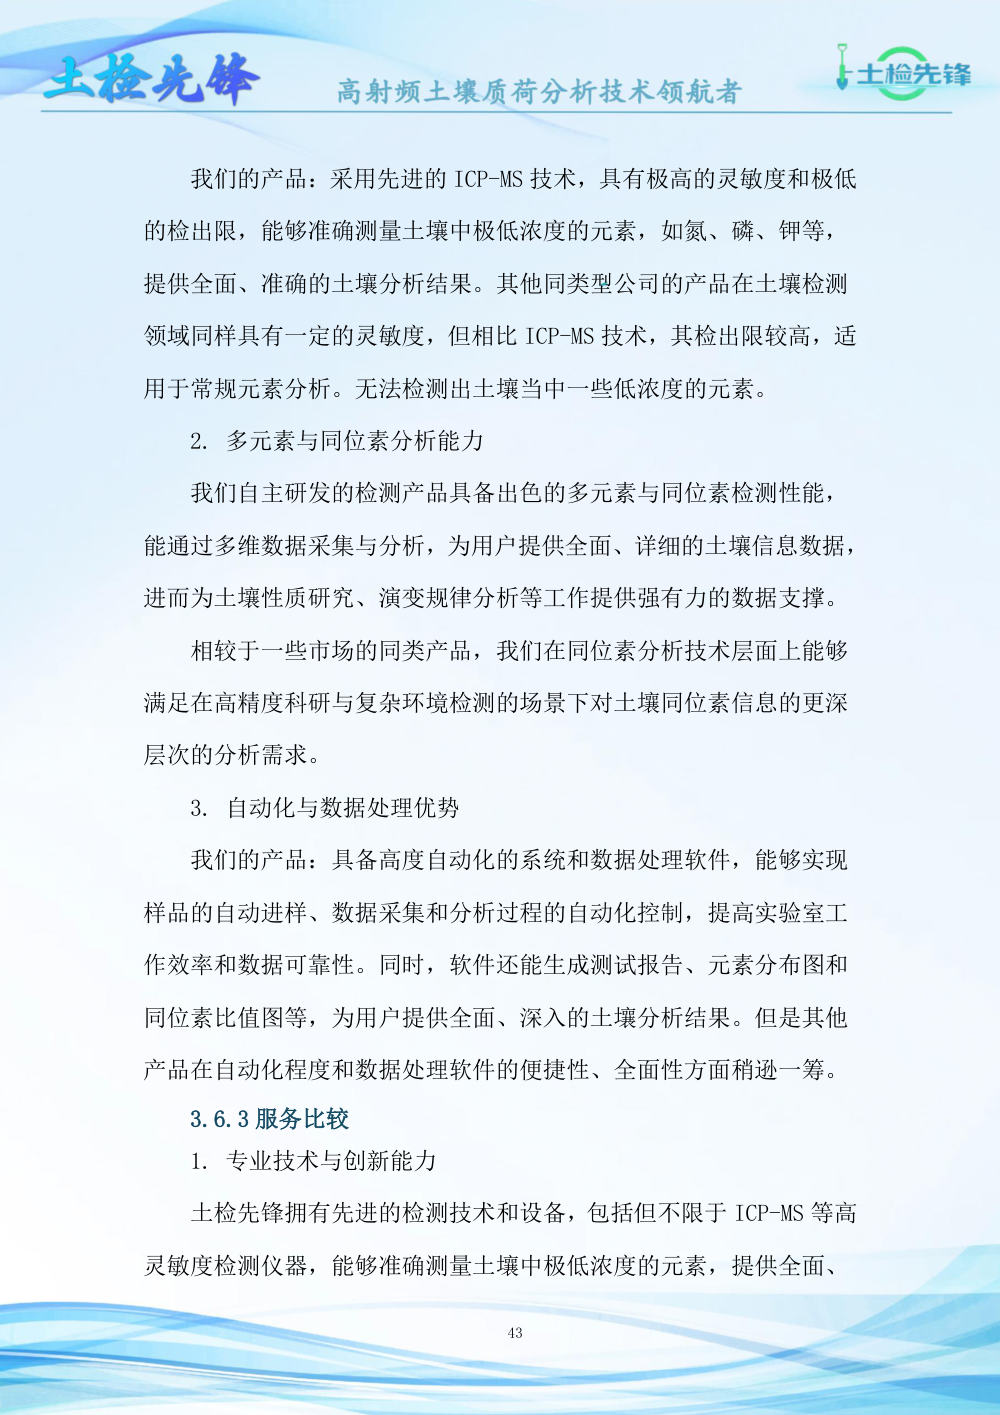 土检先锋
高射频土壤质荷分析技术领航者
土检先锋
我们的产品：采用先进的 ICP-MS 技术，具有极高的灵敏度和极低
的检出限，能够准确测量土壤中极低浓度的元素，如氮、磷、钾等，
提供全面、准确的土壤分析结果。其他同类型公司的产品在土壤检测
领域同样具有一定的灵敏度，但相比 ICP-MS 技术，其检出限较高，适
用于常规元素分析。无法检测出土壤当中一些低浓度的元素。
2. 多元素与同位素分析能力
我们自主研发的检测产品具备出色的多元素与同位素检测性能，
能通过多维数据采集与分析，为用户提供全面、详细的土壤信息数据，
进而为土壤性质研究、演变规律分析等工作提供强有力的数据支撑。
相较于一些市场的同类产品，我们在同位素分析技术层面上能够
满足在高精度科研与复杂环境检测的场景下对土壤同位素信息的更深
层次的分析需求。
3. 自动化与数据处理优势
我们的产品：具备高度自动化的系统和数据处理软件，能够实现
样品的自动进样、数据采集和分析过程的自动化控制，提高实验室工
作效率和数据可靠性。同时，软件还能生成测试报告、元素分布图和
同位素比值图等，为用户提供全面、深入的土壤分析结果。但是其他
产品在自动化程度和数据处理软件的便捷性、全面性方面稍逊一筹。
3.6.3 服务比较
1. 专业技术与创新能力
土检先锋拥有先进的检测技术和设备，包括但不限于 ICP-MS 等高
灵敏度检测仪器，能够准确测量土壤中极低浓度的元素，提供全面、
43